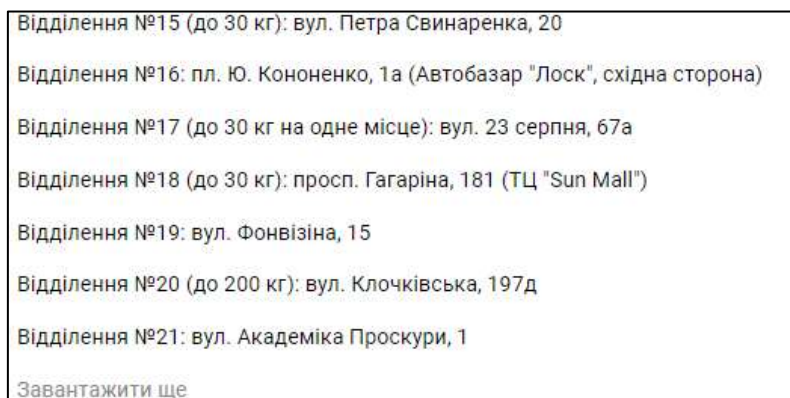 Відділення №15 (до 30 кг): вул. Петра Свинаренка, 20
Відділення №16: пл. Ю. Кононенко, 1а (Автобазар "Лоск", східна сторона)
Відділення №17 (до 30 кг на одне місце): вул. 23 серпня, 67а
Відділення №18 (до 30 кг): просп. Гагаріна, 181 (ТЦ "Sun Mall")
Відділення №19: вул. Фонвізіна, 15
Відділення №20 (до 200 кг): вул. Клочківська, 197д
Відділення №21: вул. Академіка Проскури, 1
Завантажити ще